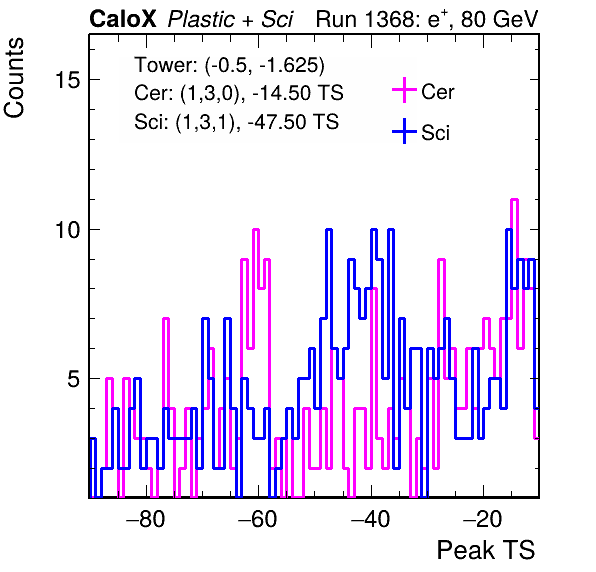 CaloX Plastic + Sci Run 1368: e+, 80 GeV
Counts
Tower: (-0.5, -1.625)
Cer: (1,3,0), -14.50 TS
Sci: (1,3,1), -47.50 TS
Cer
Sci
15
10
5
−80 −60 −40 −20
Peak TS